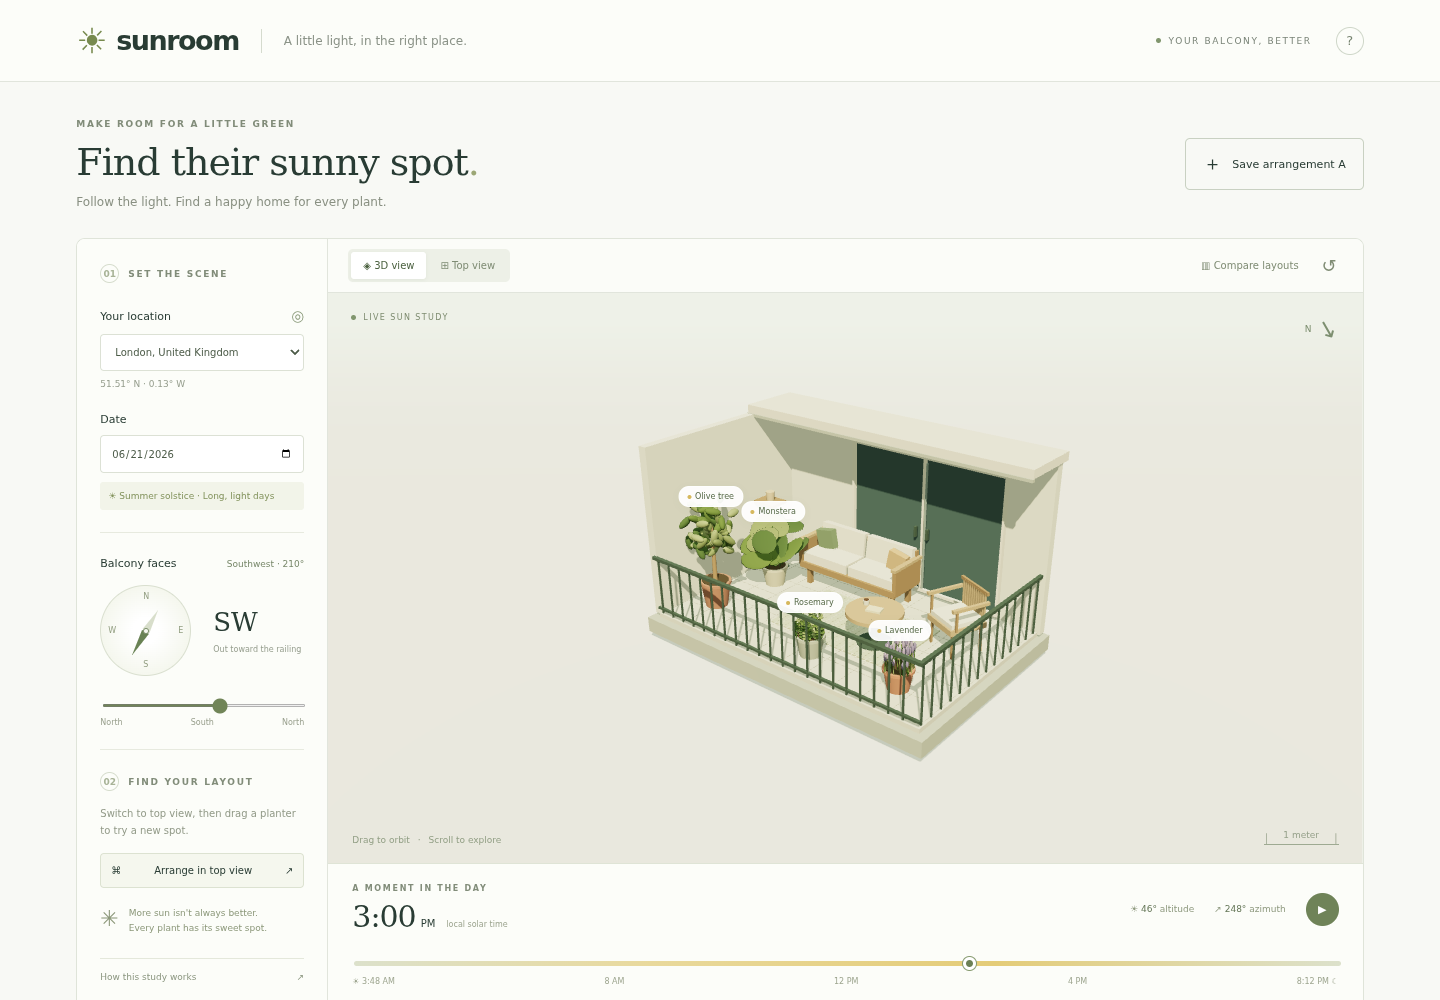 sunroom
A little light, in the right place.
YOUR BALCONY, BETTER
?
MAKE ROOM FOR A LITTLE GREEN
Find their sunny spot.
Follow the light. Find a happy home for every plant.
+ Save arrangement A
01 SET THE SCENE
Your location
London, United Kingdom
51.51° N · 0.13° W
Date
06/21/2026
☀ Summer solstice · Long, light days
Balcony faces
Southwest · 210°
N
W
E
S
SW
Out toward the railing
North
South
North
02 FIND YOUR LAYOUT
Switch to top view, then drag a planter
to try a new spot.
⌘ Arrange in top view ↗
More sun isn't always better.
Every plant has its sweet spot.
How this study works ↗
◈ 3D view
⊞ Top view
▥ Compare layouts
↺
LIVE SUN STUDY
N
Olive tree
Monstera
Rosemary
Lavender
Drag to orbit · Scroll to explore
1 meter
A MOMENT IN THE DAY
3:00 PM local solar time
☀ 46° altitude
↗ 248° azimuth
▶
☀ 3:48 AM
8 AM
12 PM
4 PM
8:12 PM ☾